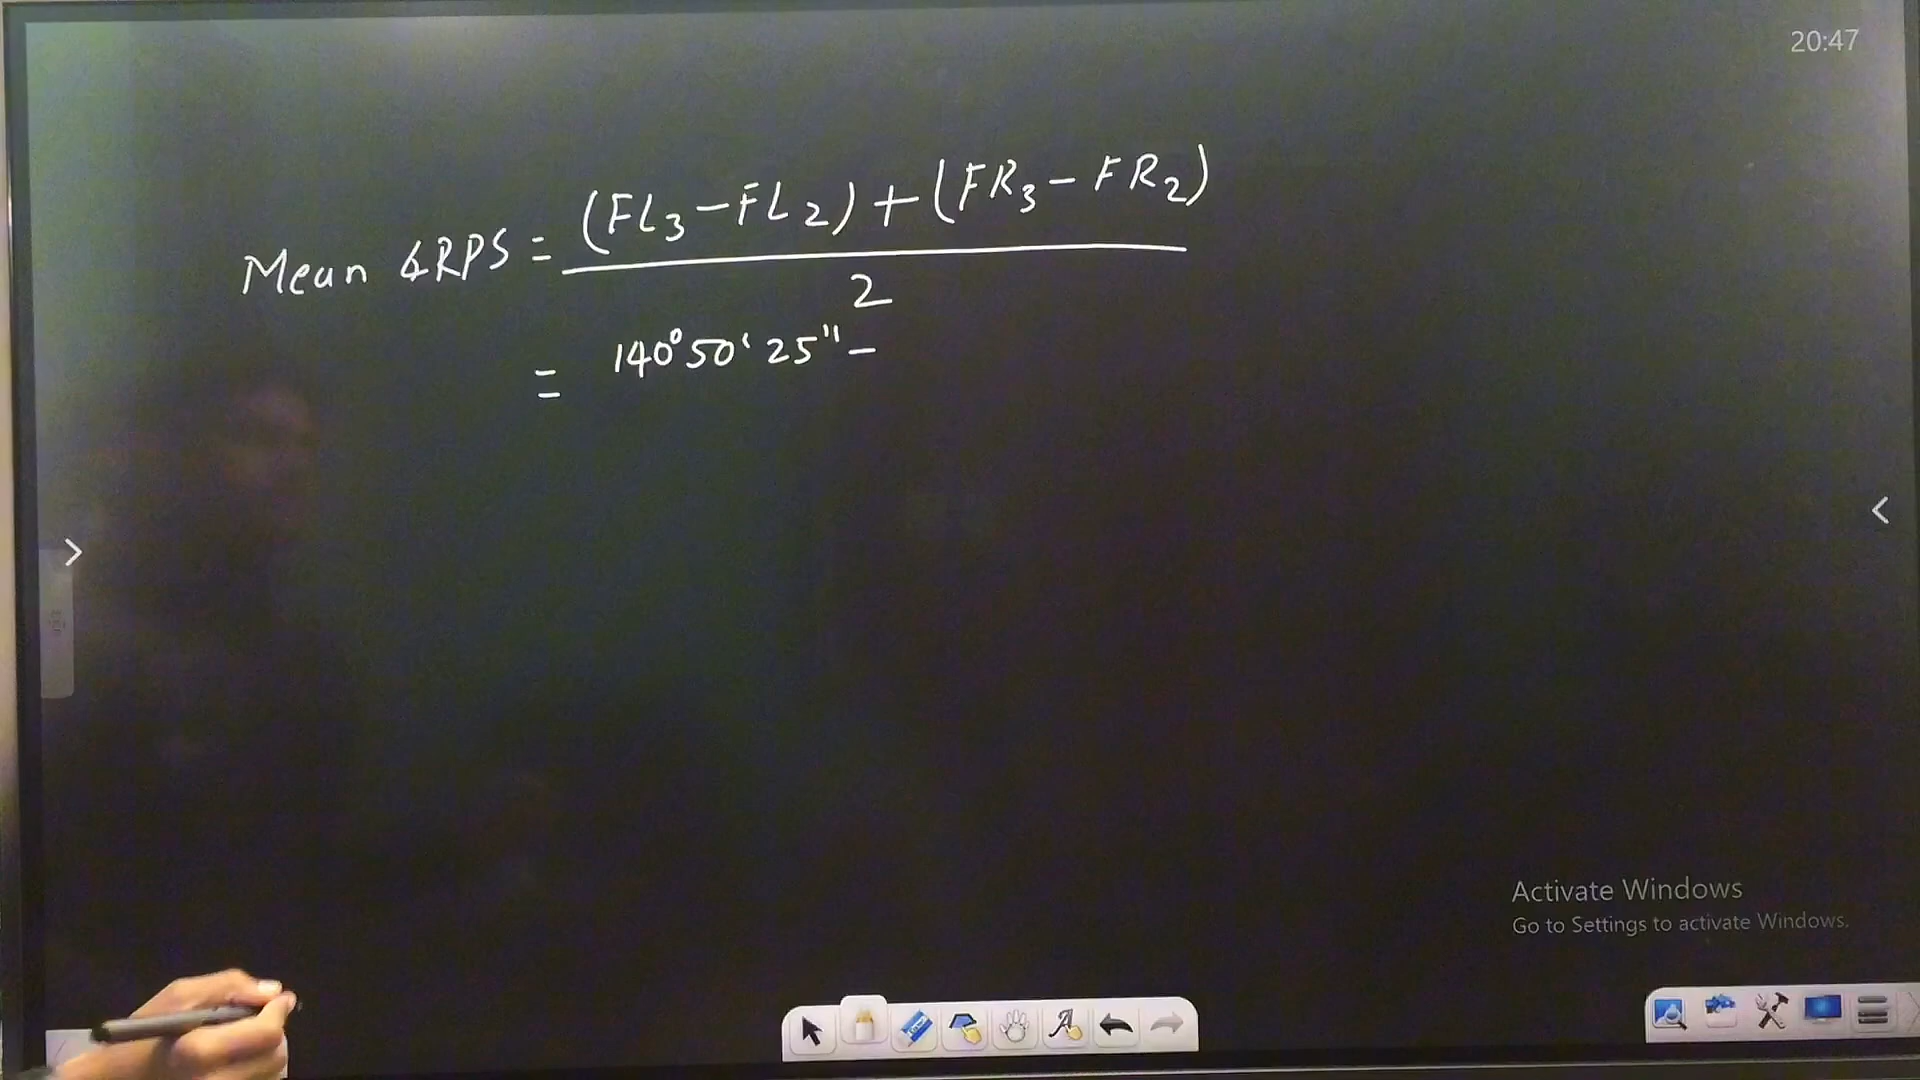 20:47
Mean ∡RPS = (FL₃-FL₂)+(FR₃-FR₂)
2
= 140°50'25"-
Activate Windows
Go to Settings to activate Windows.